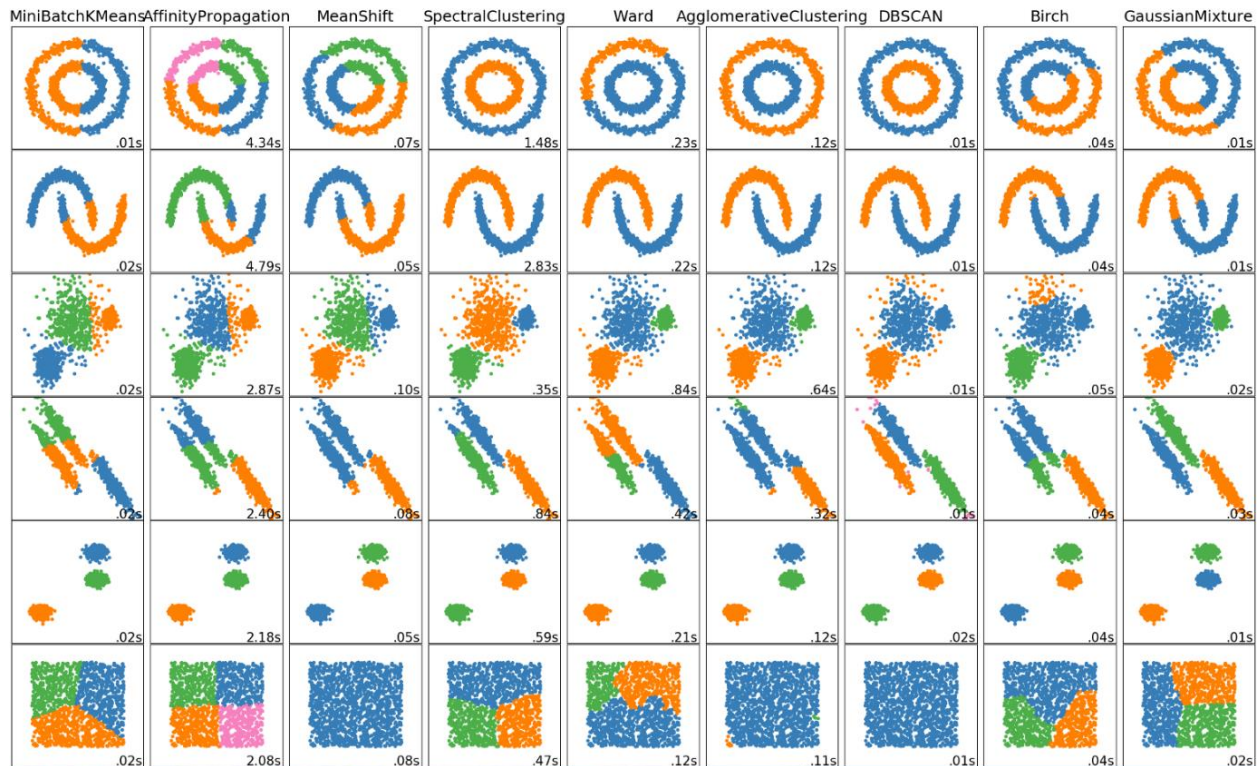 MiniBatchKMeans AffinityPropagation MeanShift SpectralClustering Ward AgglomerativeClustering DBSCAN Birch GaussianMixture
.01s 4.34s .07s 1.48s .23s .12s .01s .04s .01s
.02s 4.79s .05s 2.83s .22s .12s .01s .04s .01s
.02s 2.87s .10s .35s .84s .64s .01s .05s .02s
.02s 2.40s .08s .84s .42s .32s .01s .04s .03s
.02s 2.18s .05s .59s .21s .12s .02s .04s .01s
.02s 2.08s .08s .47s .12s .11s .01s .04s .02s